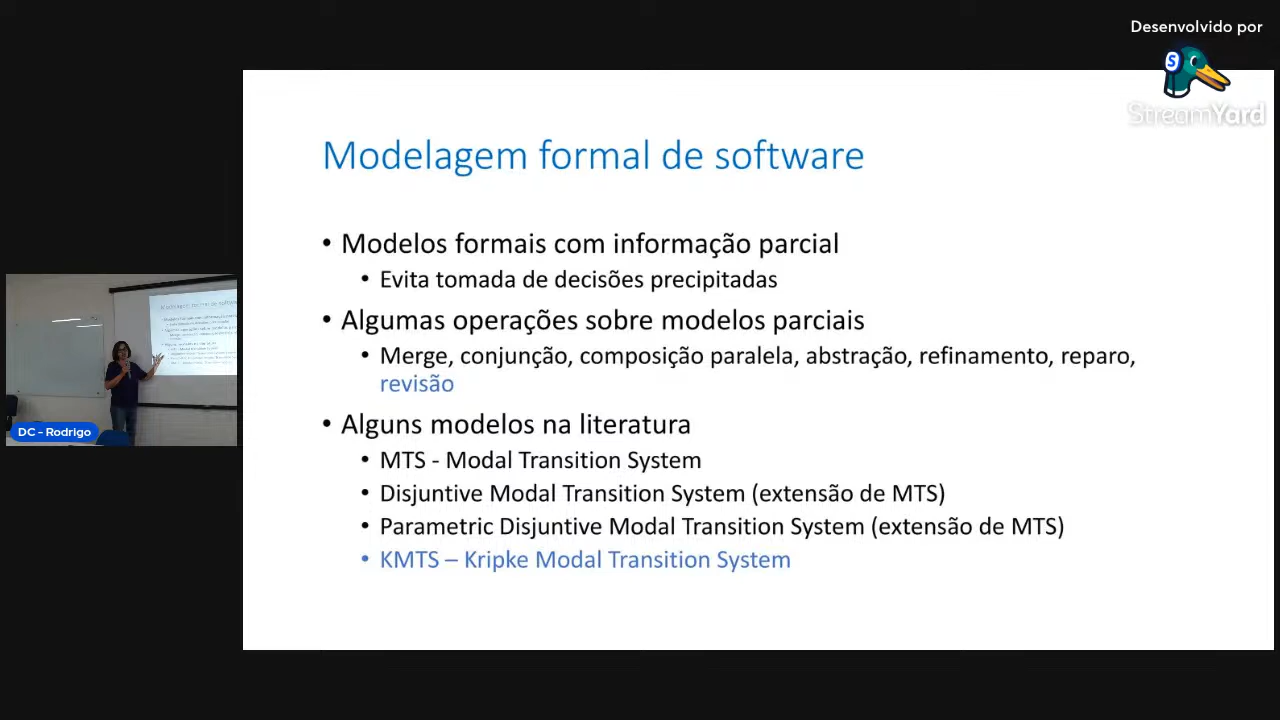 Desenvolvido por
StreamYard
Modelagem formal de software
• Modelos formais com informação parcial
• Evita tomada de decisões precipitadas
• Algumas operações sobre modelos parciais
• Merge, conjunção, composição paralela, abstração, refinamento, reparo,
revisão
• Alguns modelos na literatura
• MTS - Modal Transition System
• Disjuntive Modal Transition System (extensão de MTS)
• Parametric Disjuntive Modal Transition System (extensão de MTS)
• KMTS – Kripke Modal Transition System
DC - Rodrigo